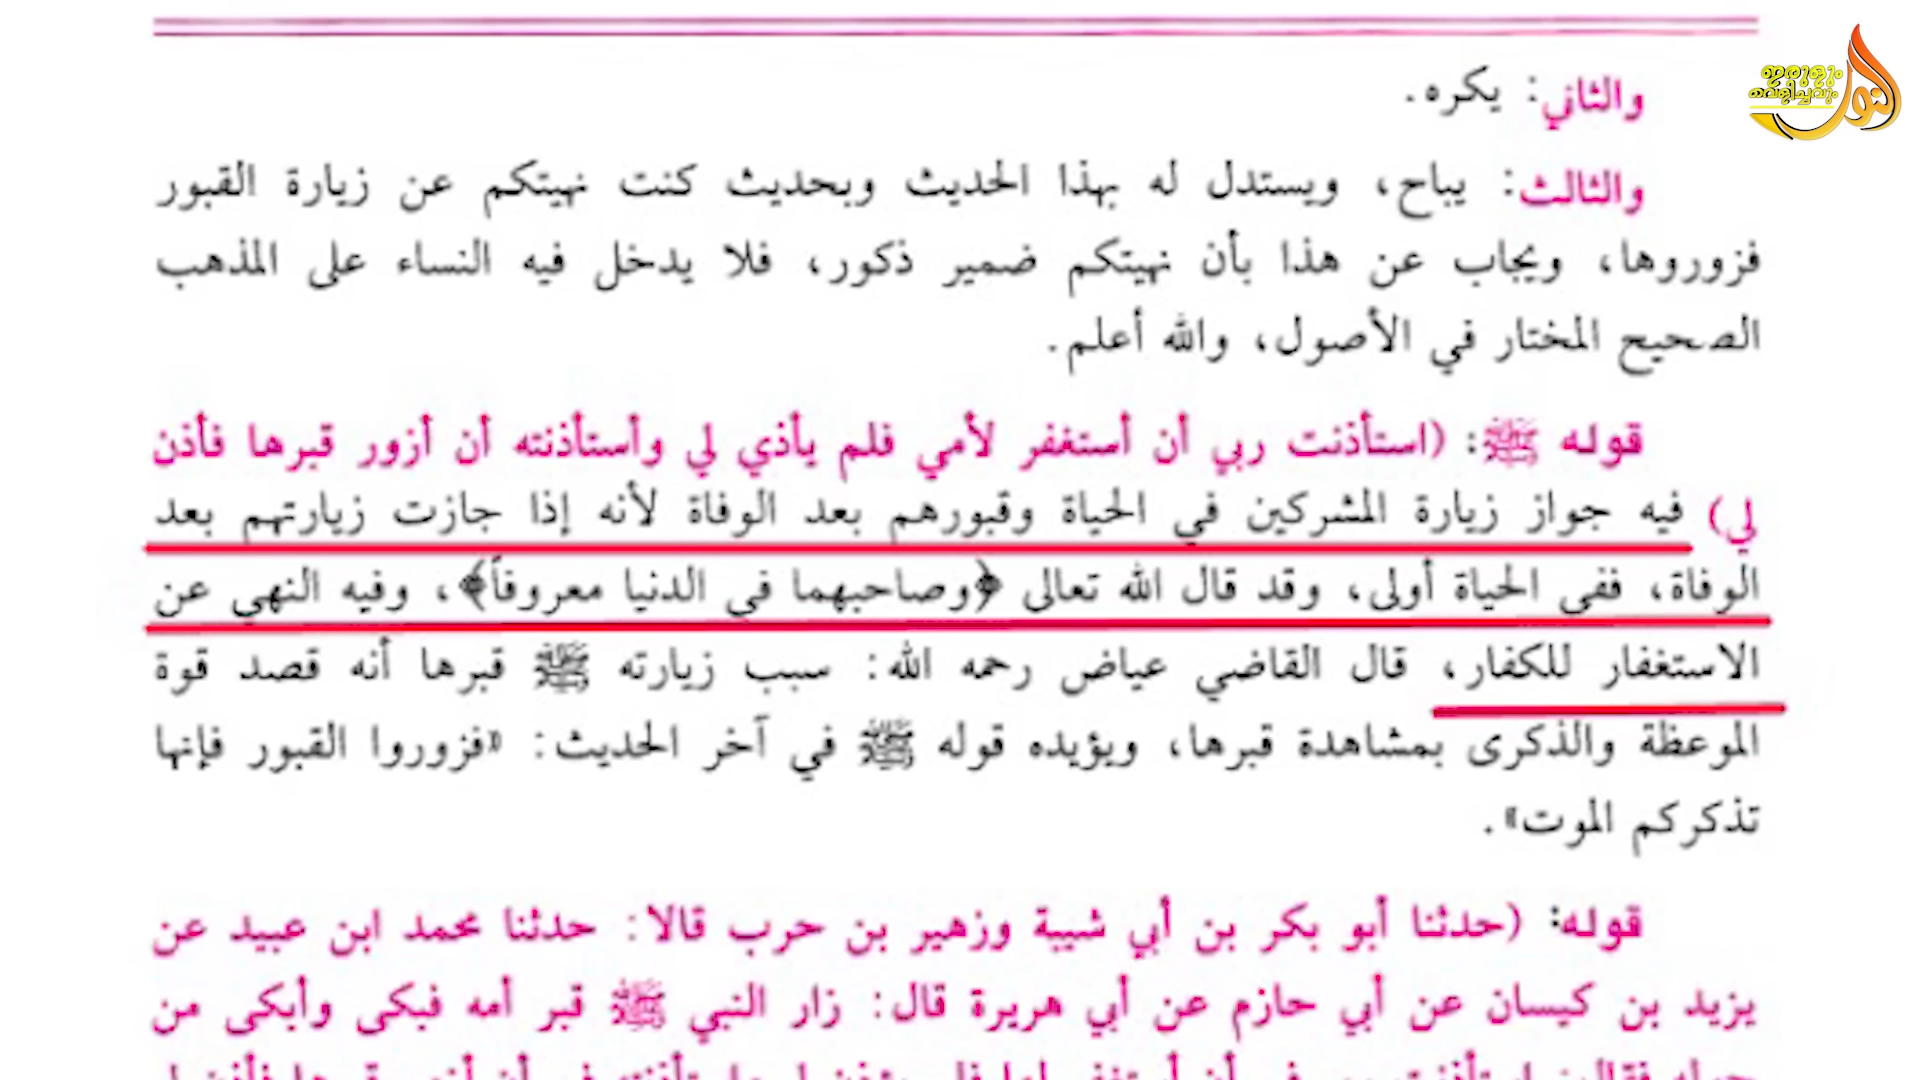 والثاني: يكره.
والثالث: يباح، ويستدل له بهذا الحديث وبحديث كنت نهيتكم عن زيارة القبور
فزوروها، ويجاب عن هذا بأن نهيتكم ضمير ذكور، فلا يدخل فيه النساء على المذهب
الصحيح المختار في الأصول، والله أعلم.
قوله ﷺ: (استأذنت ربي أن أستغفر لأمي فلم يأذي لي وأستأذنته أن أزور قبرها فأذن
لي) فيه جواز زيارة المشركين في الحياة وقبورهم بعد الوفاة لأنه إذا جازت زيارتهم بعد
الوفاة، ففي الحياة أولى، وقد قال الله تعالى ﴿وصاحبهما في الدنيا معروفاً﴾، وفيه النهي عن
الاستغفار للكفار، قال القاضي عياض رحمه الله: سبب زيارته ﷺ قبرها أنه قصد قوة
الموعظة والذكرى بمشاهدة قبرها، ويؤيده قوله ﷺ في آخر الحديث: «فزوروا القبور فإنها
تذكركم الموت».
قوله: (حدثنا أبو بكر بن أبي شيبة وزهير بن حرب قالا: حدثنا محمد ابن عبيد عن
يزيد بن كيسان عن أبي حازم عن أبي هريرة قال: زار النبي ﷺ قبر أمه فبكى وأبكى من
ഇരുളും
വെളിച്ചവും
النور